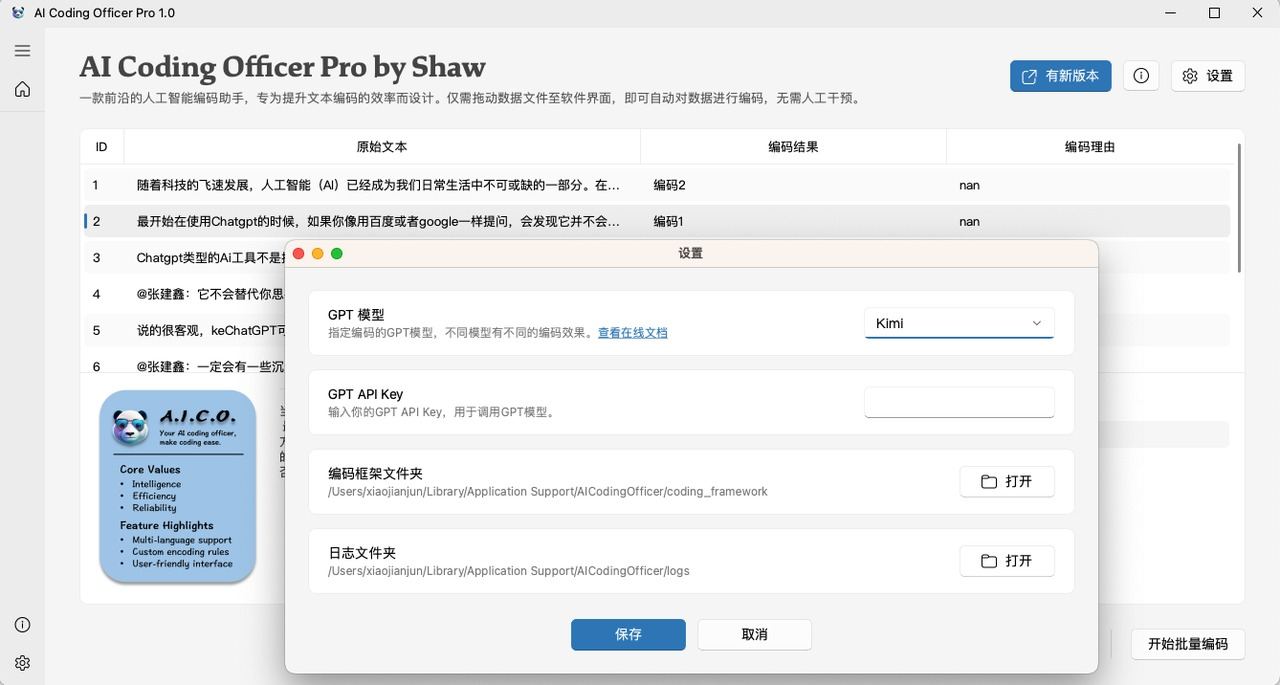 AI Coding Officer Pro 1.0
AI Coding Officer Pro by Shaw
一款前沿的人工智能编码助手，专为提升文本编码的效率而设计。仅需拖动数据文件至软件界面，即可自动对数据进行编码，无需人工干预。
有新版本
设置
ID 原始文本 编码结果 编码理由
1 随着科技的飞速发展，人工智能（AI）已经成为我们日常生活中不可或缺的一部分。在... 编码2 nan
2 最开始在使用Chatgpt的时候，如果你像用百度或者google一样提问，会发现它并不会... 编码1 nan
3 Chatgpt类型的AI工具不是
4 @张建鑫：它不会替代你思
5 说的很客观，keChatGPT可
6 @张建鑫：一定会有一些沉
设置
GPT 模型
指定编码的GPT模型，不同模型有不同的编码效果。查看在线文档
Kimi
GPT API Key
输入你的GPT API Key，用于调用GPT模型。
编码框架文件夹
/Users/xiaojianjun/Library/Application Support/AICodingOfficer/coding_framework
打开
日志文件夹
/Users/xiaojianjun/Library/Application Support/AICodingOfficer/logs
打开
保存
取消
A.I.C.O.
Your AI coding officer,
make coding ease.
Core Values
• Intelligence
• Efficiency
• Reliability
Feature Highlights
• Multi-language support
• Custom encoding rules
• User-friendly interface
开始批量编码